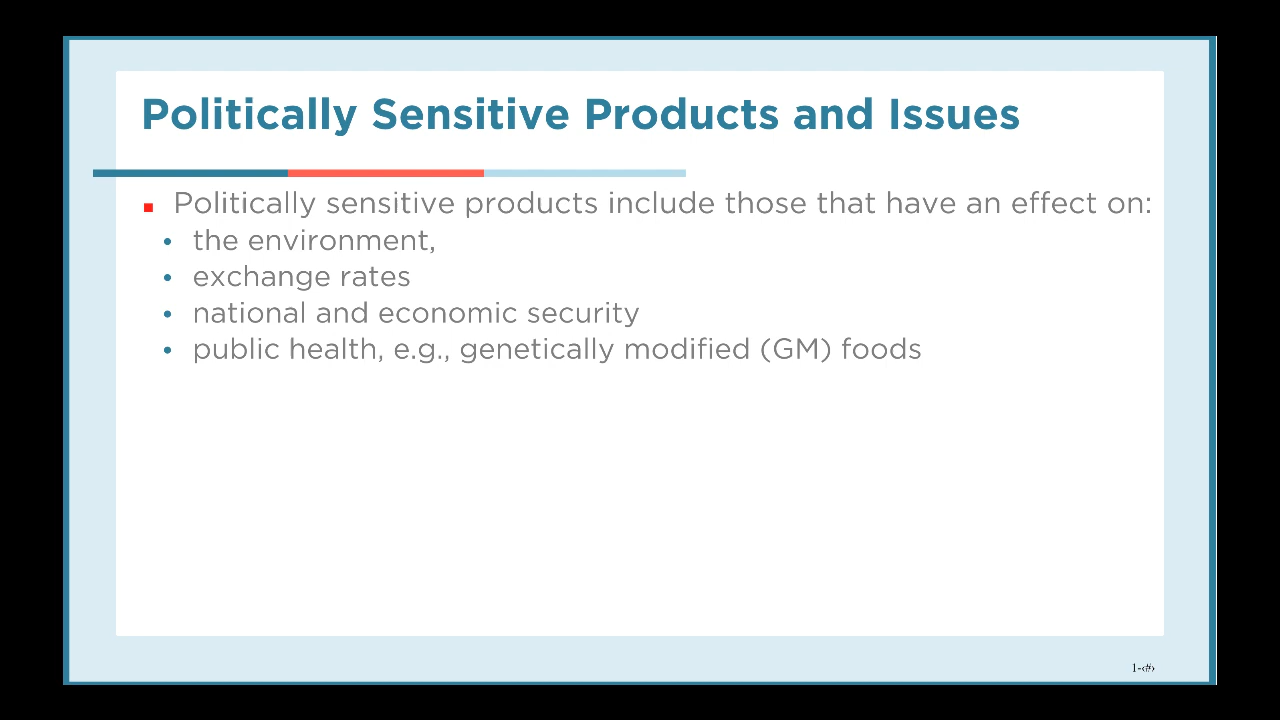 Politically Sensitive Products and Issues
Politically sensitive products include those that have an effect on:
the environment,
exchange rates
national and economic security
public health, e.g., genetically modified (GM) foods
1-‹#›